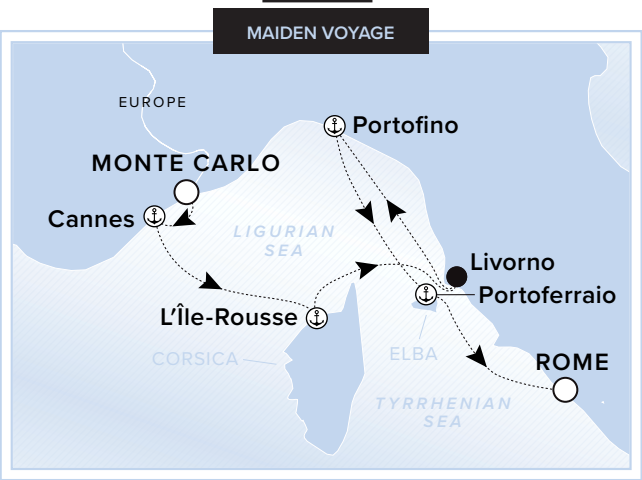 MAIDEN VOYAGE
EUROPE
Portofino
MONTE CARLO
Cannes
LIGURIAN
SEA
Livorno
Portoferraio
L'Île-Rousse
CORSICA
ELBA
ROME
TYRRHENIAN
SEA